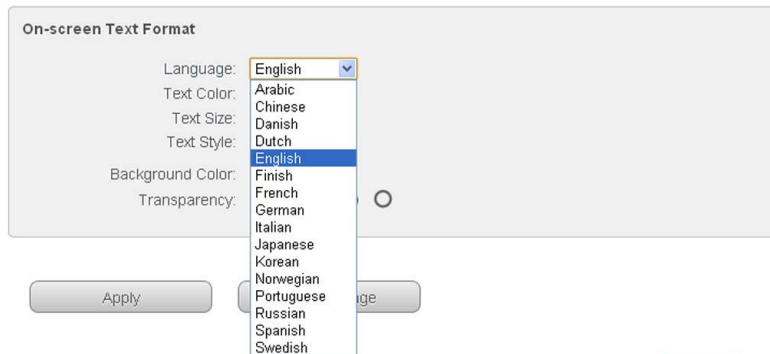 On-screen Text Format
Language: English
Text Color:
Text Size:
Text Style:
Background Color:
Transparency:
Arabic
Chinese
Danish
Dutch
English
Finish
French
German
Italian
Japanese
Korean
Norwegian
Portuguese
Russian
Spanish
Swedish
Apply